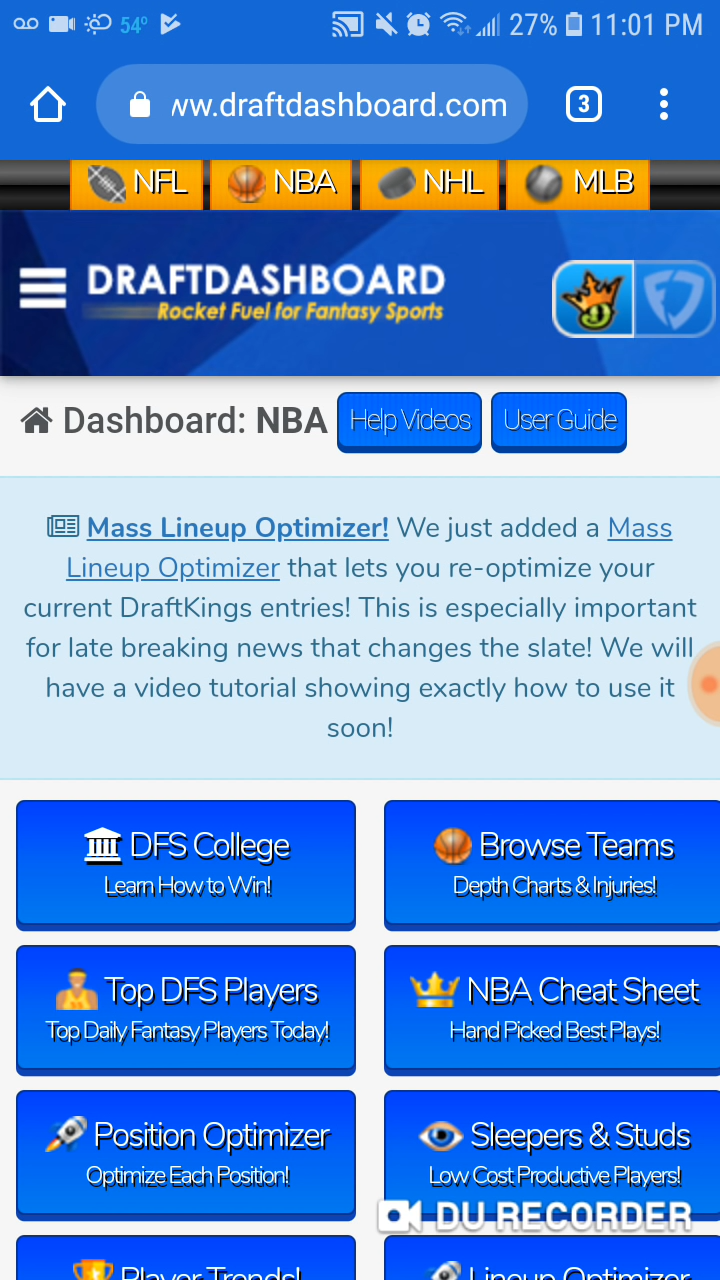 54° 27% 11:01 PM
ww.draftdashboard.com 3
NFL NBA NHL MLB
DRAFTDASHBOARD
Rocket Fuel for Fantasy Sports
Dashboard: NBA Help Videos User Guide
Mass Lineup Optimizer! We just added a Mass
Lineup Optimizer that lets you re-optimize your
current DraftKings entries! This is especially important
for late breaking news that changes the slate! We will
have a video tutorial showing exactly how to use it
soon!
DFS College
Learn How to Win!
Browse Teams
Depth Charts & Injuries!
Top DFS Players
Top Daily Fantasy Players Today!
NBA Cheat Sheet
Hand Picked Best Plays!
Position Optimizer
Optimize Each Position!
Sleepers & Studs
Low Cost Productive Players!
DU RECORDER
Player Trends!
Lineup Optimizer